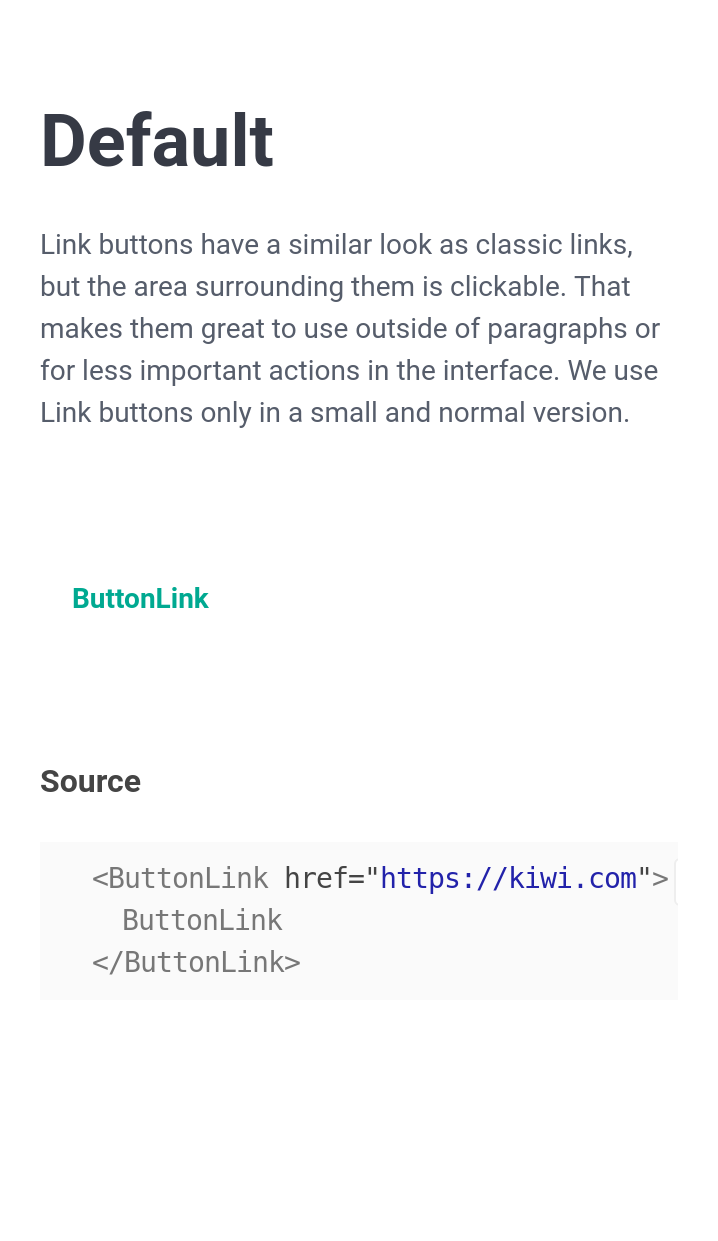 Default
Link buttons have a similar look as classic links,
but the area surrounding them is clickable. That
makes them great to use outside of paragraphs or
for less important actions in the interface. We use
Link buttons only in a small and normal version.
ButtonLink
Source
<ButtonLink href="https://kiwi.com">
ButtonLink
</ButtonLink>